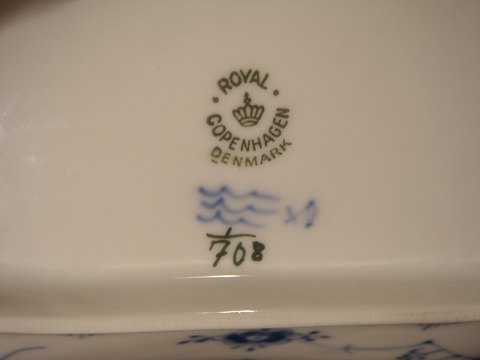 ROYAL
COPENHAGEN
DENMARK
1/708